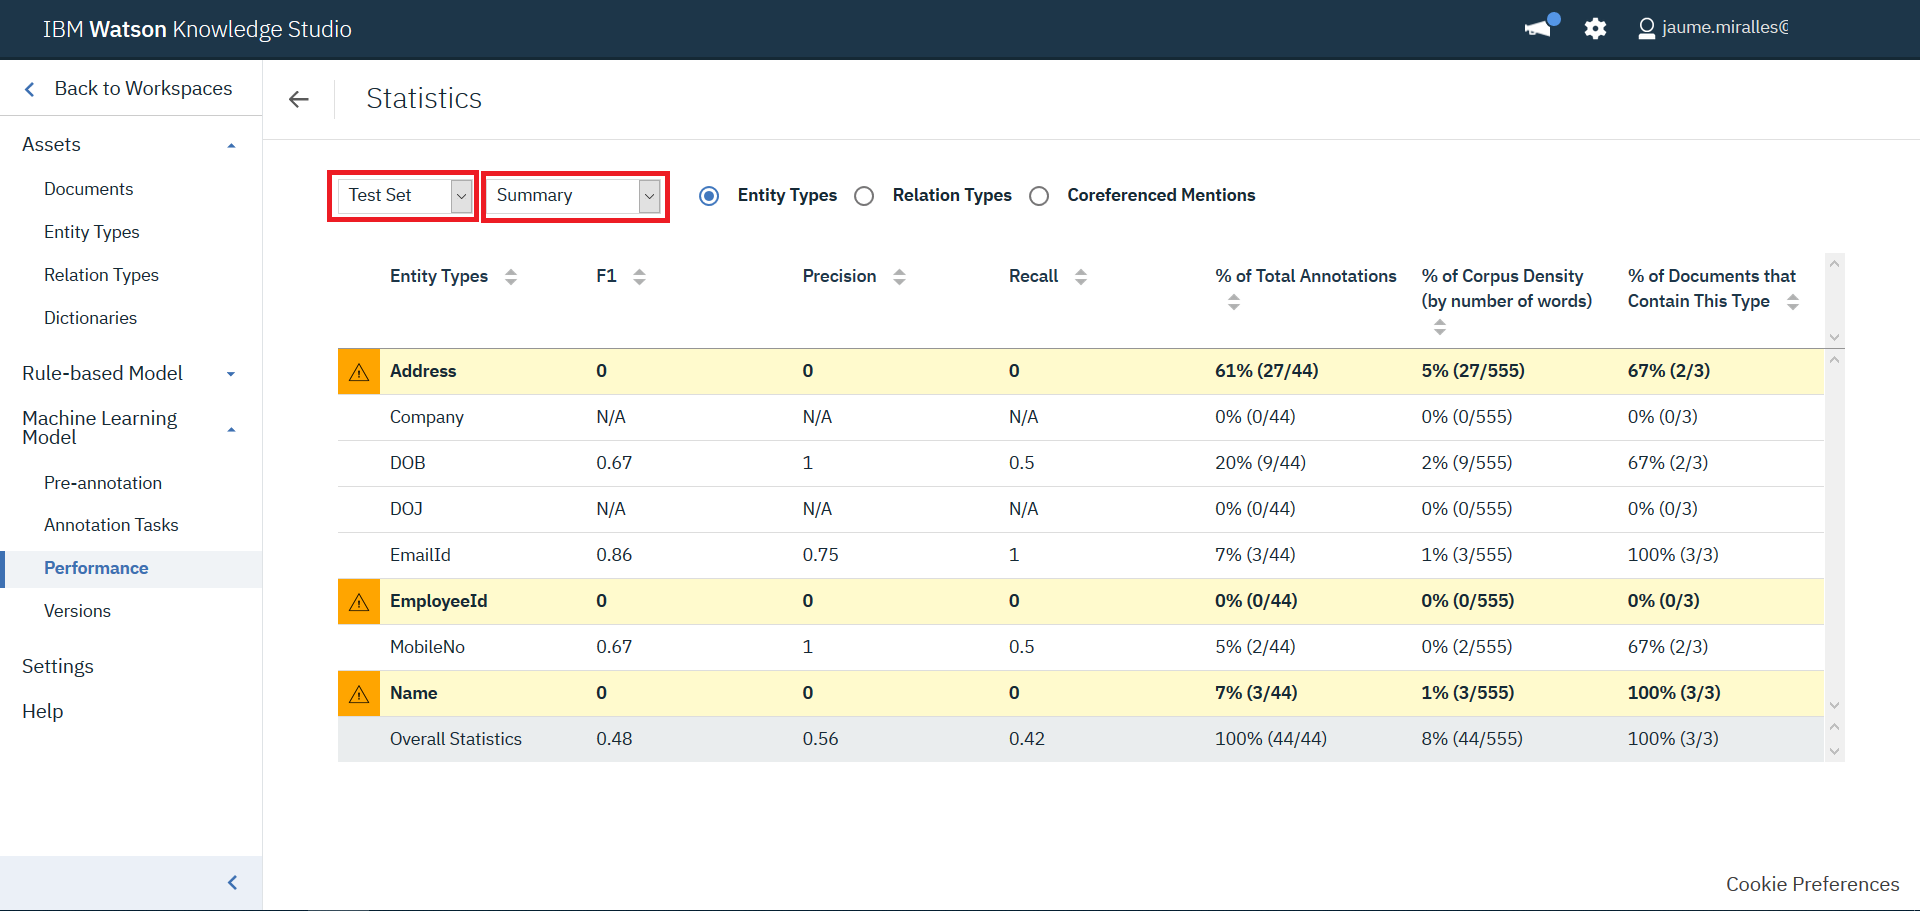 IBM Watson Knowledge Studio
jaume.miralles@
Back to Workspaces
Statistics
Assets
Documents
Entity Types
Relation Types
Dictionaries
Rule-based Model
Machine Learning
Model
Pre-annotation
Annotation Tasks
Performance
Versions
Settings
Help
Test Set Summary Entity Types Relation Types Coreferenced Mentions
Entity Types F1 Precision Recall % of Total Annotations % of Corpus Density % of Documents that
(by number of words) Contain This Type
Address 0 0 0 61% (27/44) 5% (27/555) 67% (2/3)
Company N/A N/A N/A 0% (0/44) 0% (0/555) 0% (0/3)
DOB 0.67 1 0.5 20% (9/44) 2% (9/555) 67% (2/3)
DOJ N/A N/A N/A 0% (0/44) 0% (0/555) 0% (0/3)
EmailId 0.86 0.75 1 7% (3/44) 1% (3/555) 100% (3/3)
EmployeeId 0 0 0 0% (0/44) 0% (0/555) 0% (0/3)
MobileNo 0.67 1 0.5 5% (2/44) 0% (2/555) 67% (2/3)
Name 0 0 0 7% (3/44) 1% (3/555) 100% (3/3)
Overall Statistics 0.48 0.56 0.42 100% (44/44) 8% (44/555) 100% (3/3)
Cookie Preferences